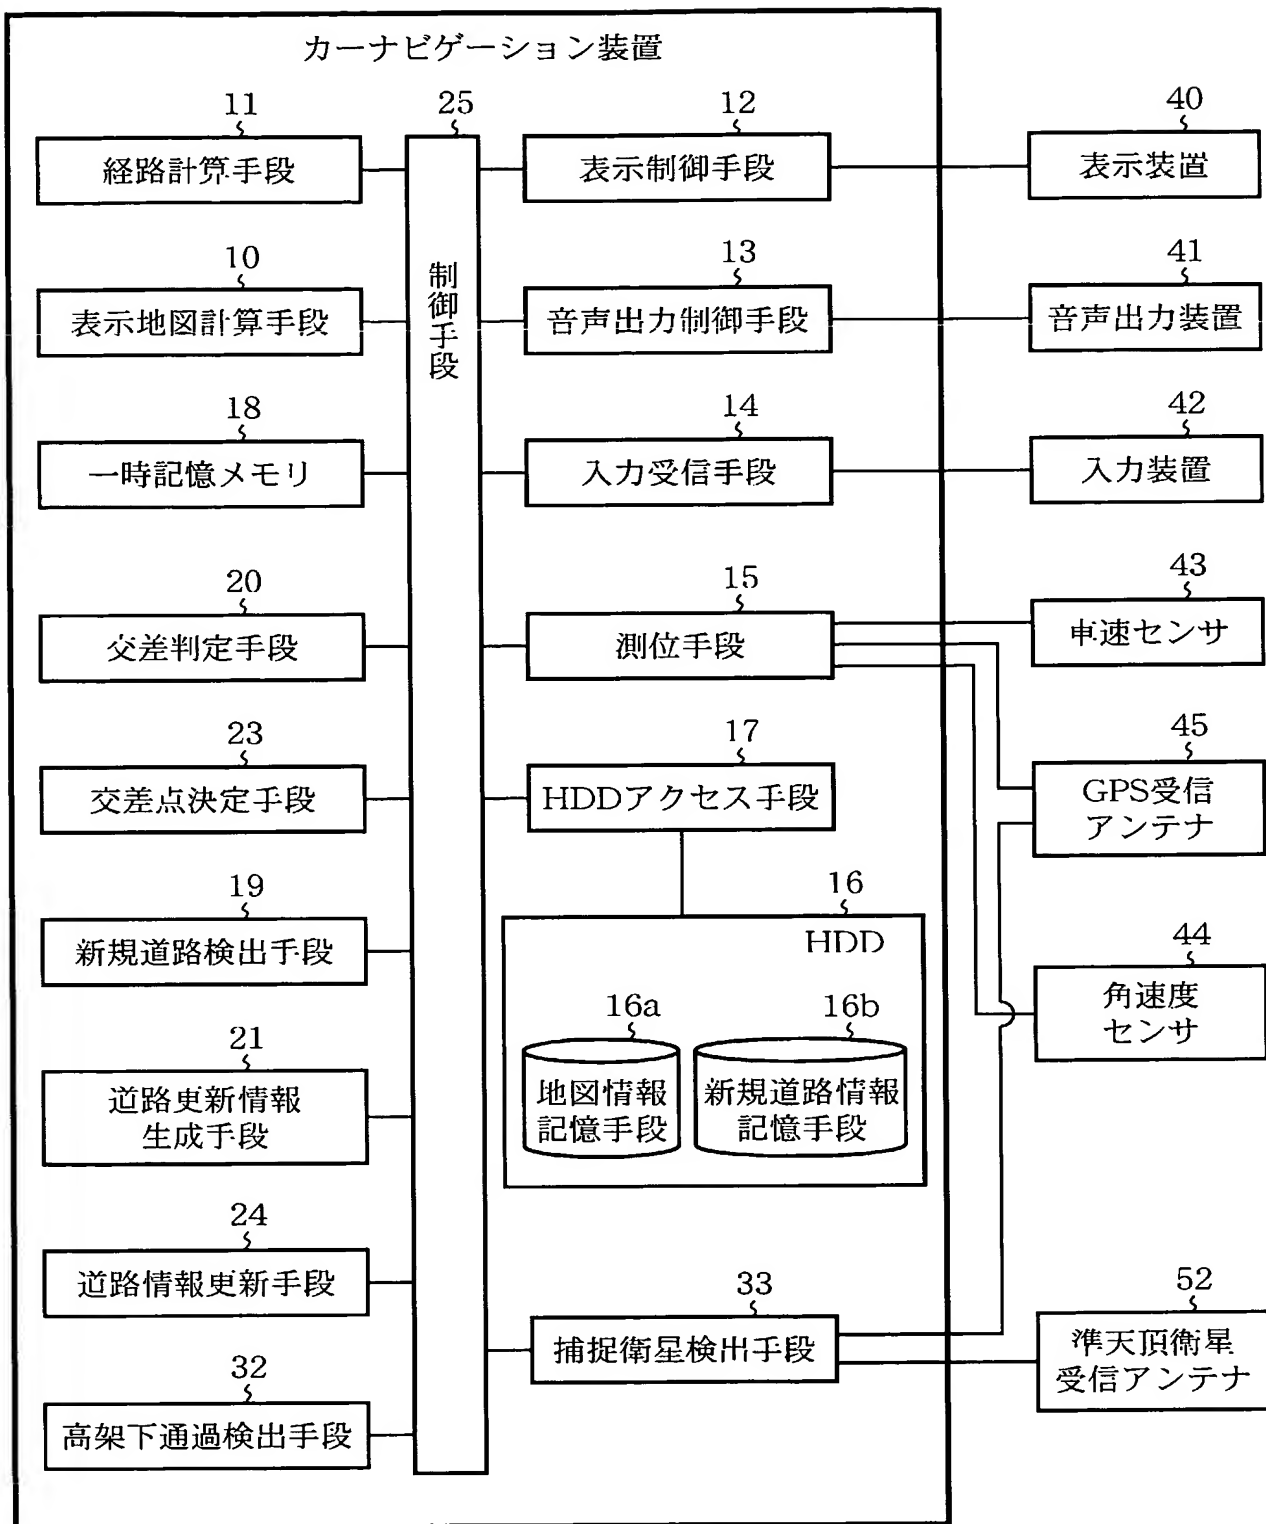 カーナビゲーション装置
11
25
12
40
経路計算手段
表示制御手段
表示装置
10
13
41
制御手段
表示地図計算手段
音声出力制御手段
音声出力装置
18
14
42
一時記憶メモリ
入力受信手段
入力装置
20
15
43
交差判定手段
測位手段
車速センサ
23
17
45
交差点決定手段
HDDアクセス手段
GPS受信
アンテナ
19
16
新規道路検出手段
HDD
44
角速度
センサ
16a
16b
21
地図情報
記憶手段
新規道路情報
記憶手段
道路更新情報
生成手段
24
33
52
道路情報更新手段
捕捉衛星検出手段
準天頂衛星
受信アンテナ
32
高架下通過検出手段